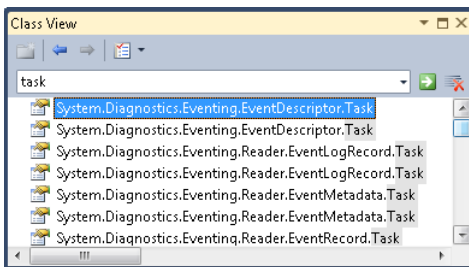 Class View
task
System.Diagnostics.Eventing.EventDescriptor.Task
System.Diagnostics.Eventing.EventDescriptor.Task
System.Diagnostics.Eventing.Reader.EventLogRecord.Task
System.Diagnostics.Eventing.Reader.EventLogRecord.Task
System.Diagnostics.Eventing.Reader.EventMetadata.Task
System.Diagnostics.Eventing.Reader.EventMetadata.Task
System.Diagnostics.Eventing.Reader.EventRecord.Task